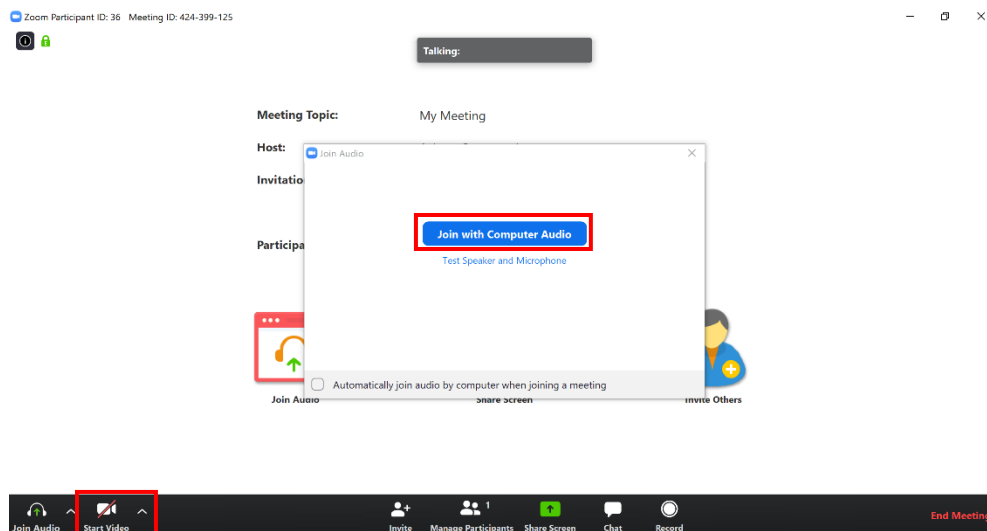 Zoom Participant ID: 36 Meeting ID: 424-399-125
Talking:
Meeting Topic: My Meeting
Host:
Join Audio
Invitatio
Join with Computer Audio
Participa
Test Speaker and Microphone
Automatically join audio by computer when joining a meeting
Join Audio Share Screen Invite Others
1
Join Audio Start Video Invite Manage Participants Share Screen Chat Record End Meeting